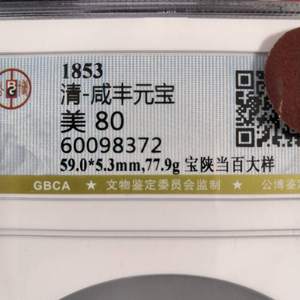 1853
清-咸丰元宝
美 80
60098372
59.0*5.3mm,77.9g 宝陕当百大样
GBCA ★ 文物鉴定委员会监制 ★ 公博鉴